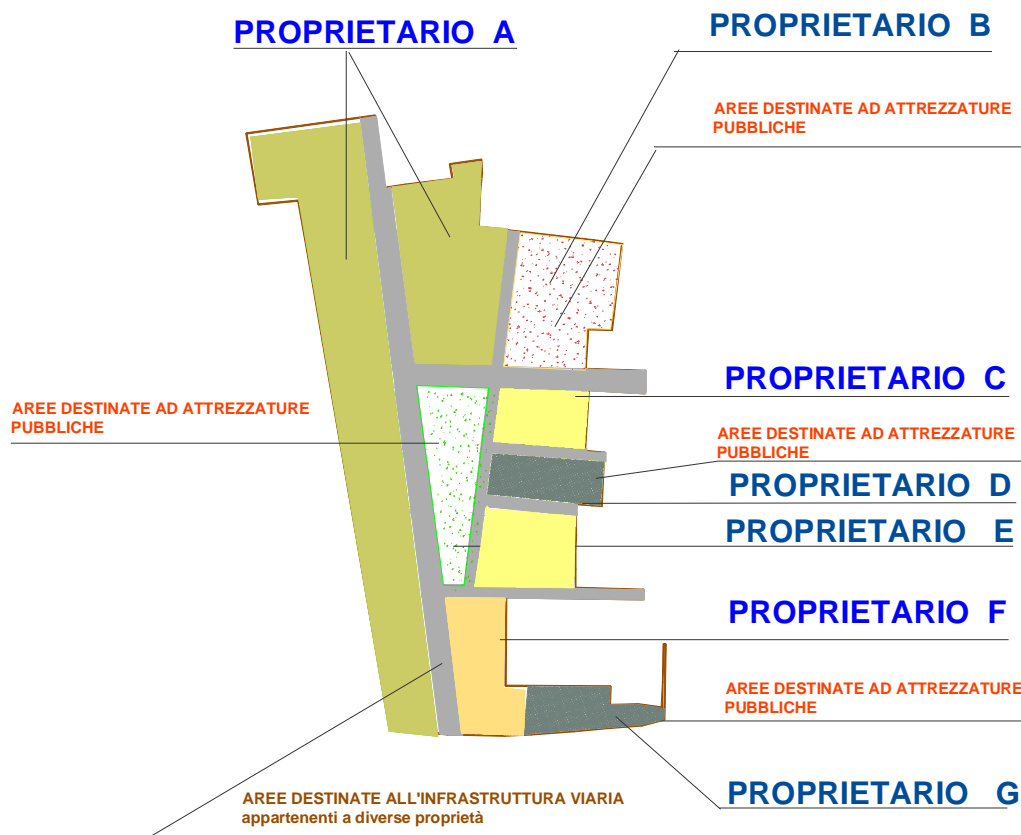 PROPRIETARIO A
PROPRIETARIO B
AREE DESTINATE AD ATTREZZATURE
PUBBLICHE
PROPRIETARIO C
AREE DESTINATE AD ATTREZZATURE
PUBBLICHE
AREE DESTINATE AD ATTREZZATURE
PUBBLICHE
PROPRIETARIO D
PROPRIETARIO E
PROPRIETARIO F
AREE DESTINATE AD ATTREZZATURE
PUBBLICHE
PROPRIETARIO G
AREE DESTINATE ALL'INFRASTRUTTURA VIARIA
appartenenti a diverse proprietà